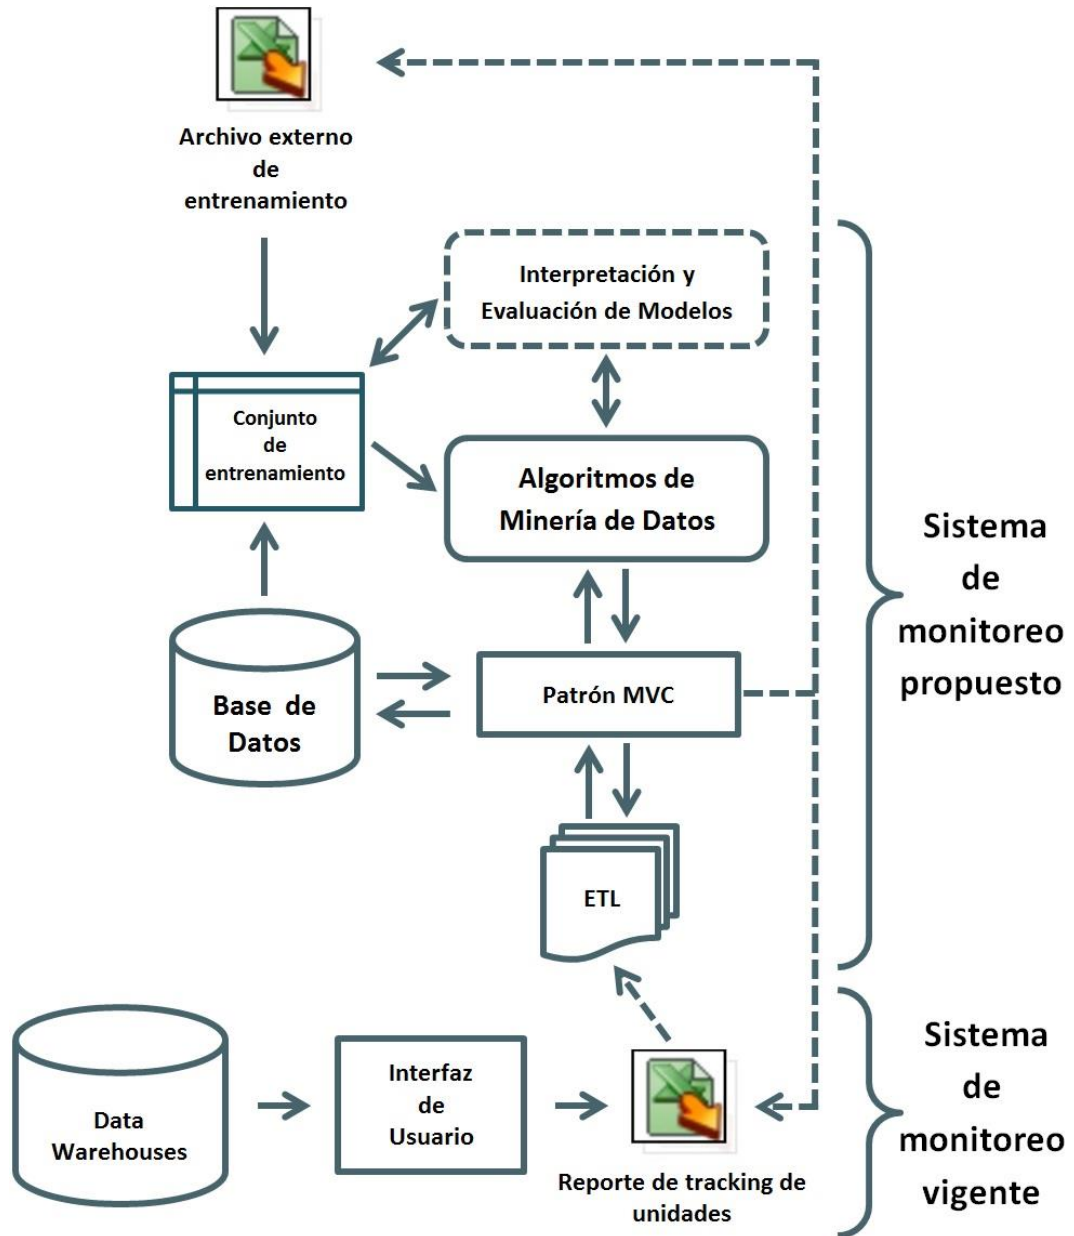 Archivo externo
de
entrenamiento
Interpretación y
Evaluación de Modelos
Conjunto
de
entrenamiento
Algoritmos de
Minería de Datos
Base de
Datos
Patrón MVC
ETL
Sistema
de
monitoreo
propuesto
Data
Warehouses
Interfaz
de
Usuario
Reporte de tracking de
unidades
Sistema
de
monitoreo
vigente